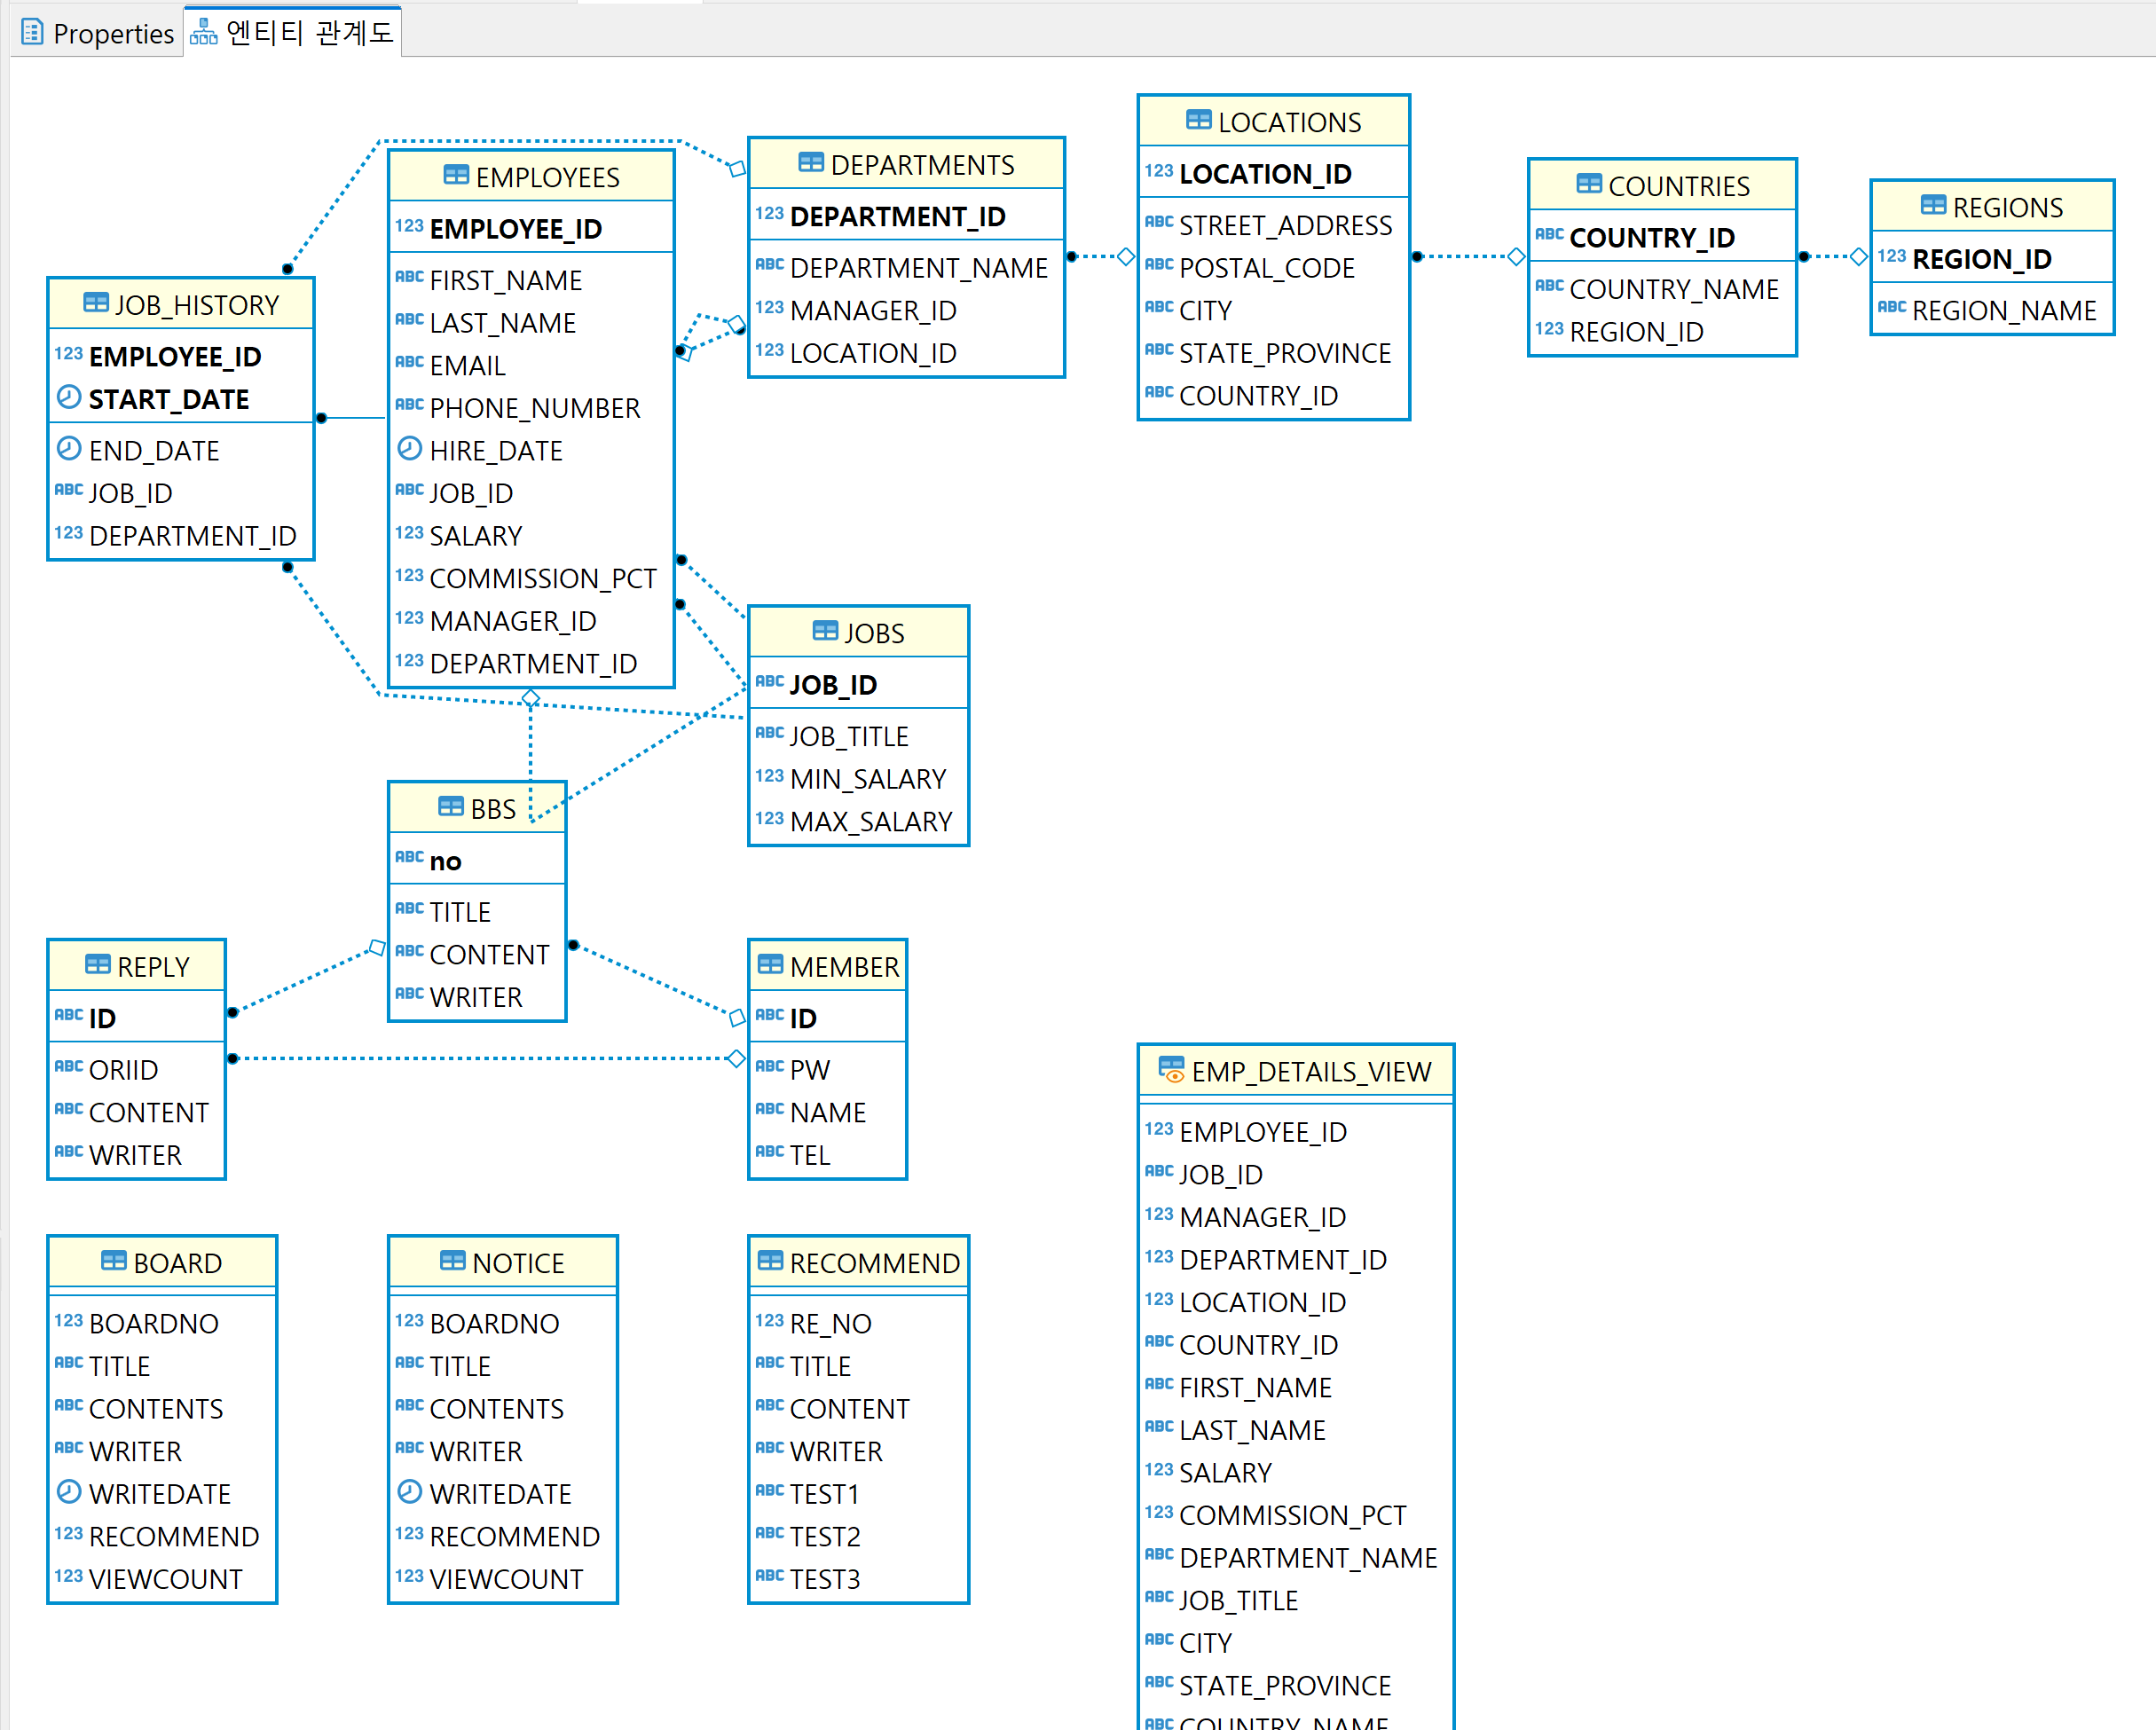 Properties
엔티티 관계도
JOB_HISTORY
123 EMPLOYEE_ID
START_DATE
END_DATE
ABC JOB_ID
123 DEPARTMENT_ID
EMPLOYEES
123 EMPLOYEE_ID
ABC FIRST_NAME
ABC LAST_NAME
ABC EMAIL
ABC PHONE_NUMBER
HIRE_DATE
ABC JOB_ID
123 SALARY
123 COMMISSION_PCT
123 MANAGER_ID
123 DEPARTMENT_ID
DEPARTMENTS
123 DEPARTMENT_ID
ABC DEPARTMENT_NAME
123 MANAGER_ID
123 LOCATION_ID
LOCATIONS
123 LOCATION_ID
ABC STREET_ADDRESS
ABC POSTAL_CODE
ABC CITY
ABC STATE_PROVINCE
ABC COUNTRY_ID
COUNTRIES
ABC COUNTRY_ID
ABC COUNTRY_NAME
123 REGION_ID
REGIONS
123 REGION_ID
ABC REGION_NAME
JOBS
ABC JOB_ID
ABC JOB_TITLE
123 MIN_SALARY
123 MAX_SALARY
BBS
ABC no
ABC TITLE
ABC CONTENT
ABC WRITER
REPLY
ABC ID
ABC ORIID
ABC CONTENT
ABC WRITER
MEMBER
ABC ID
ABC PW
ABC NAME
ABC TEL
BOARD
123 BOARDNO
ABC TITLE
ABC CONTENTS
ABC WRITER
WRITEDATE
123 RECOMMEND
123 VIEWCOUNT
NOTICE
123 BOARDNO
ABC TITLE
ABC CONTENTS
ABC WRITER
WRITEDATE
123 RECOMMEND
123 VIEWCOUNT
RECOMMEND
123 RE_NO
ABC TITLE
ABC CONTENT
ABC WRITER
ABC TEST1
ABC TEST2
ABC TEST3
EMP_DETAILS_VIEW
123 EMPLOYEE_ID
ABC JOB_ID
123 MANAGER_ID
123 DEPARTMENT_ID
123 LOCATION_ID
ABC COUNTRY_ID
ABC FIRST_NAME
ABC LAST_NAME
123 SALARY
123 COMMISSION_PCT
ABC DEPARTMENT_NAME
ABC JOB_TITLE
ABC CITY
ABC STATE_PROVINCE
ABC COUNTRY_NAME